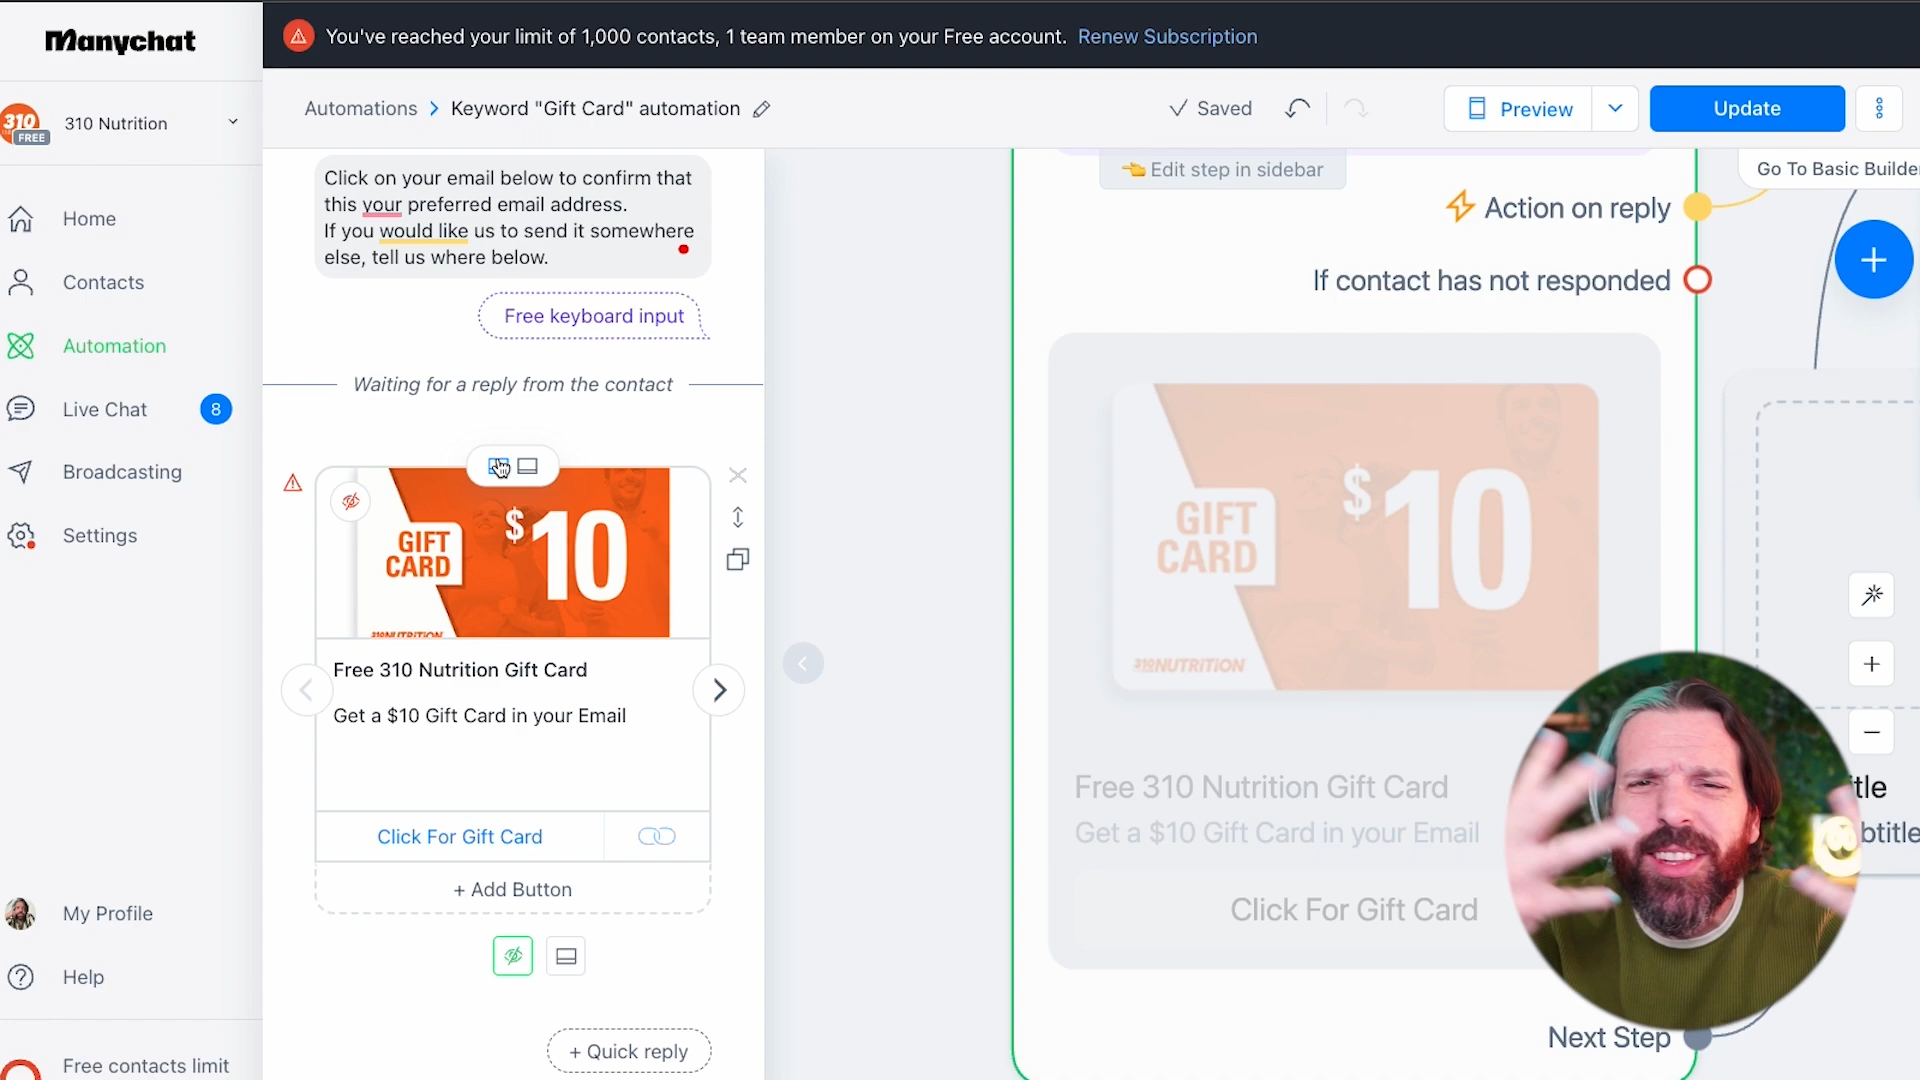 Manychat
You've reached your limit of 1,000 contacts, 1 team member on your Free account. Renew Subscription
310
FREE
310 Nutrition
Automations
Keyword "Gift Card" automation
Saved
Preview
Update
Home
Contacts
Automation
Live Chat
8
Broadcasting
Settings
My Profile
Help
Free contacts limit
Click on your email below to confirm that
this your preferred email address.
If you would like us to send it somewhere
else, tell us where below.
Free keyboard input
Waiting for a reply from the contact
GIFT
CARD
$10
310NUTRITION
Free 310 Nutrition Gift Card
Get a $10 Gift Card in your Email
Click For Gift Card
+ Add Button
+ Quick reply
Edit step in sidebar
Go To Basic Builder
Action on reply
If contact has not responded
GIFT
CARD
$10
310NUTRITION
Free 310 Nutrition Gift Card
Get a $10 Gift Card in your Email
Click For Gift Card
Next Step